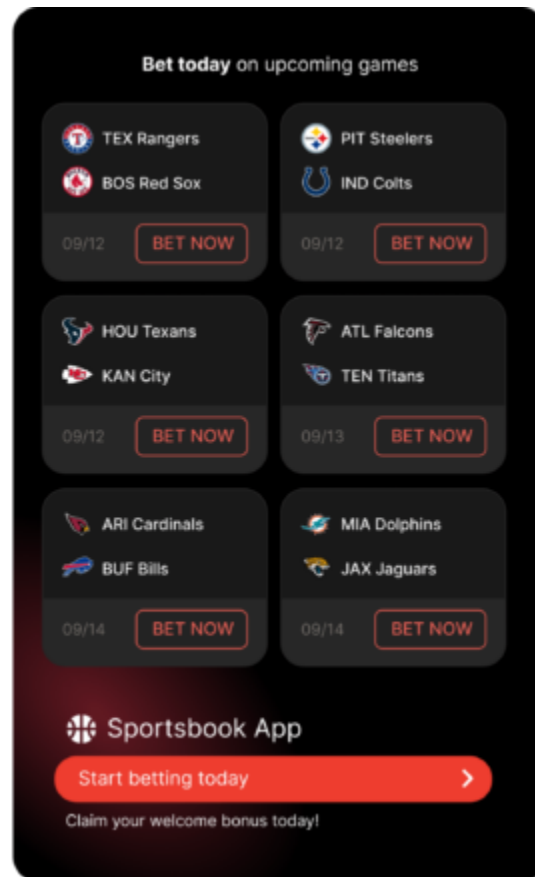 Bet today on upcoming games
TEX Rangers
BOS Red Sox
09/12 BET NOW
PIT Steelers
IND Colts
09/12 BET NOW
HOU Texans
KAN City
09/12 BET NOW
ATL Falcons
TEN Titans
09/13 BET NOW
ARI Cardinals
BUF Bills
09/14 BET NOW
MIA Dolphins
JAX Jaguars
09/14 BET NOW
Sportsbook App
Start betting today
Claim your welcome bonus today!